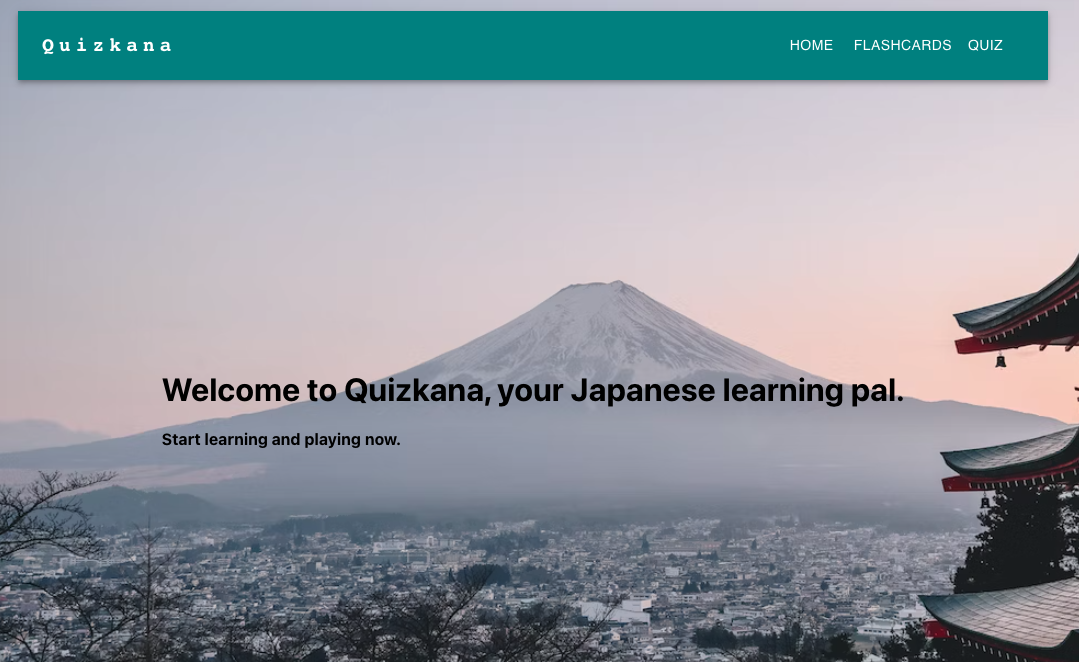 Quizkana
HOME FLASHCARDS QUIZ
Welcome to Quizkana, your Japanese learning pal.
Start learning and playing now.